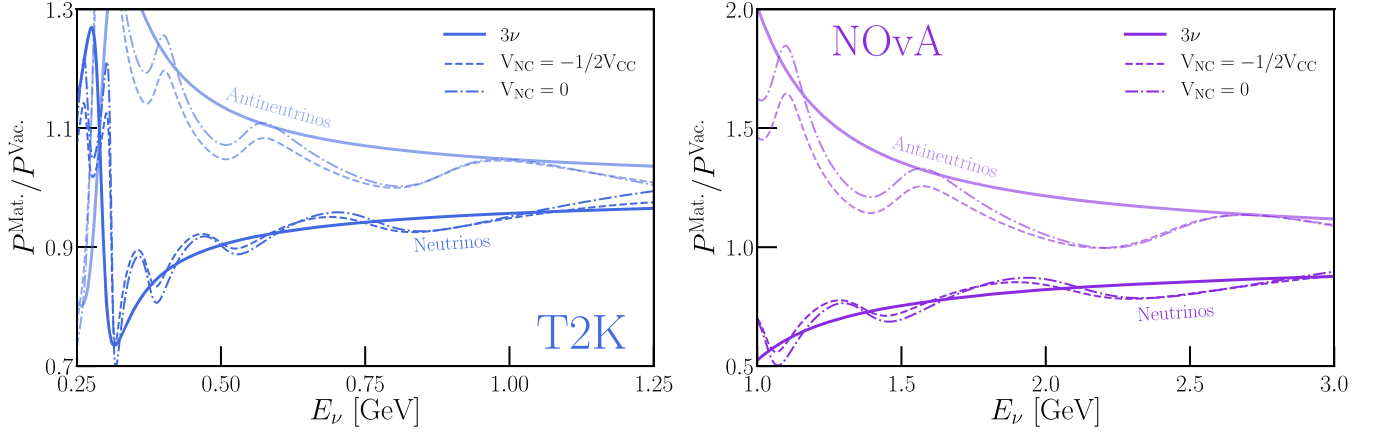 1.3
1.1
0.9
0.7
P^Mat./P^Vac.
3ν
V_NC = −1/2V_CC
V_NC = 0
Antineutrinos
Neutrinos
T2K
0.25
0.50
0.75
1.00
1.25
E_ν [GeV]
2.0
1.5
1.0
0.5
P^Mat./P^Vac.
NOvA
3ν
V_NC = −1/2V_CC
V_NC = 0
Antineutrinos
Neutrinos
1.0
1.5
2.0
2.5
3.0
E_ν [GeV]